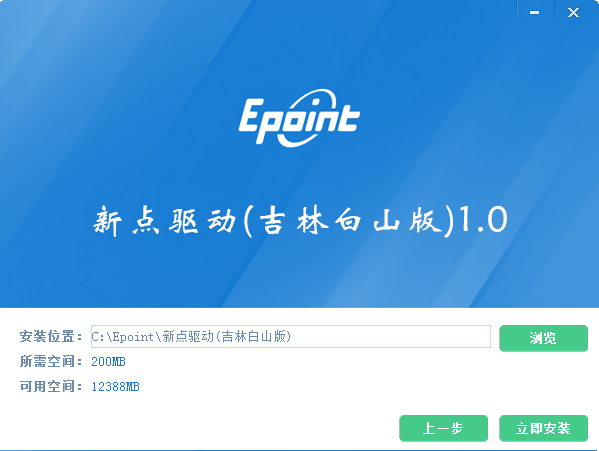 Epoint
新点驱动(吉林白山版)1.0
安装位置： C:\Epoint\新点驱动(吉林白山版) 浏览
所需空间： 200MB
可用空间： 12388MB
上一步 立即安装